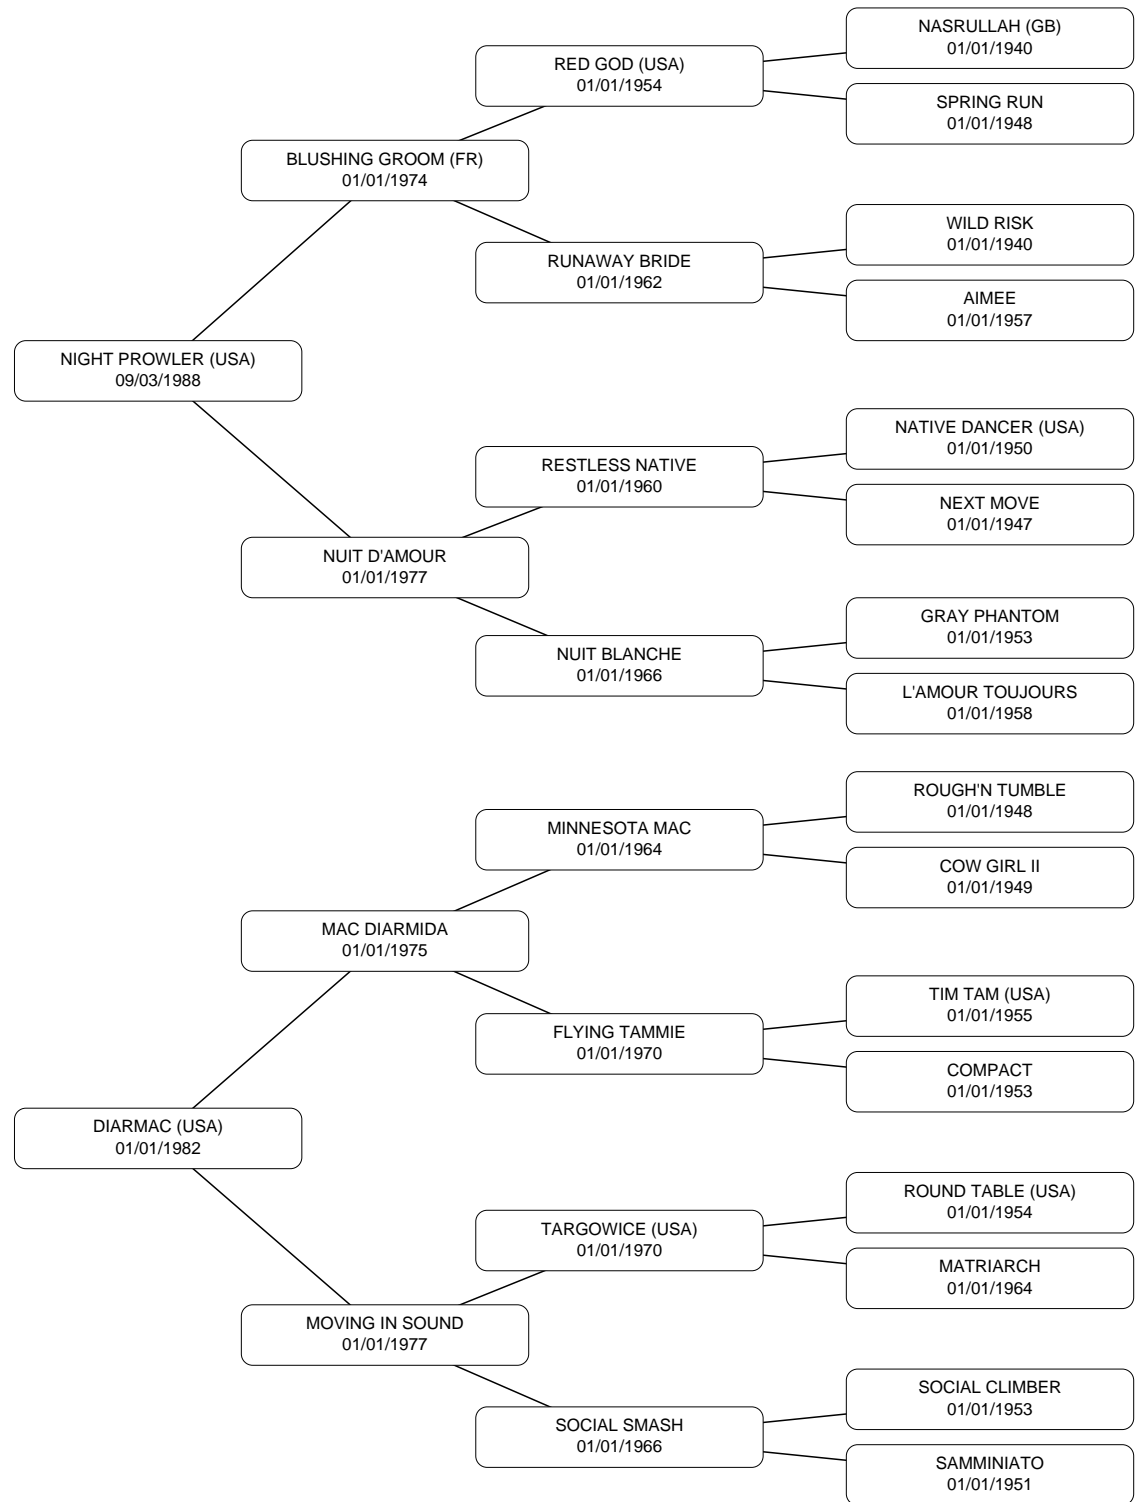 NASRULLAH (GB)
01/01/1940
RED GOD (USA)
01/01/1954
SPRING RUN
01/01/1948
BLUSHING GROOM (FR)
01/01/1974
WILD RISK
01/01/1940
RUNAWAY BRIDE
01/01/1962
AIMEE
01/01/1957
NIGHT PROWLER (USA)
09/03/1988
NATIVE DANCER (USA)
01/01/1950
RESTLESS NATIVE
01/01/1960
NEXT MOVE
01/01/1947
NUIT D'AMOUR
01/01/1977
GRAY PHANTOM
01/01/1953
NUIT BLANCHE
01/01/1966
L'AMOUR TOUJOURS
01/01/1958
ROUGH'N TUMBLE
01/01/1948
MINNESOTA MAC
01/01/1964
COW GIRL II
01/01/1949
MAC DIARMIDA
01/01/1975
TIM TAM (USA)
01/01/1955
FLYING TAMMIE
01/01/1970
COMPACT
01/01/1953
DIARMAC (USA)
01/01/1982
ROUND TABLE (USA)
01/01/1954
TARGOWICE (USA)
01/01/1970
MATRIARCH
01/01/1964
MOVING IN SOUND
01/01/1977
SOCIAL CLIMBER
01/01/1953
SOCIAL SMASH
01/01/1966
SAMMINIATO
01/01/1951